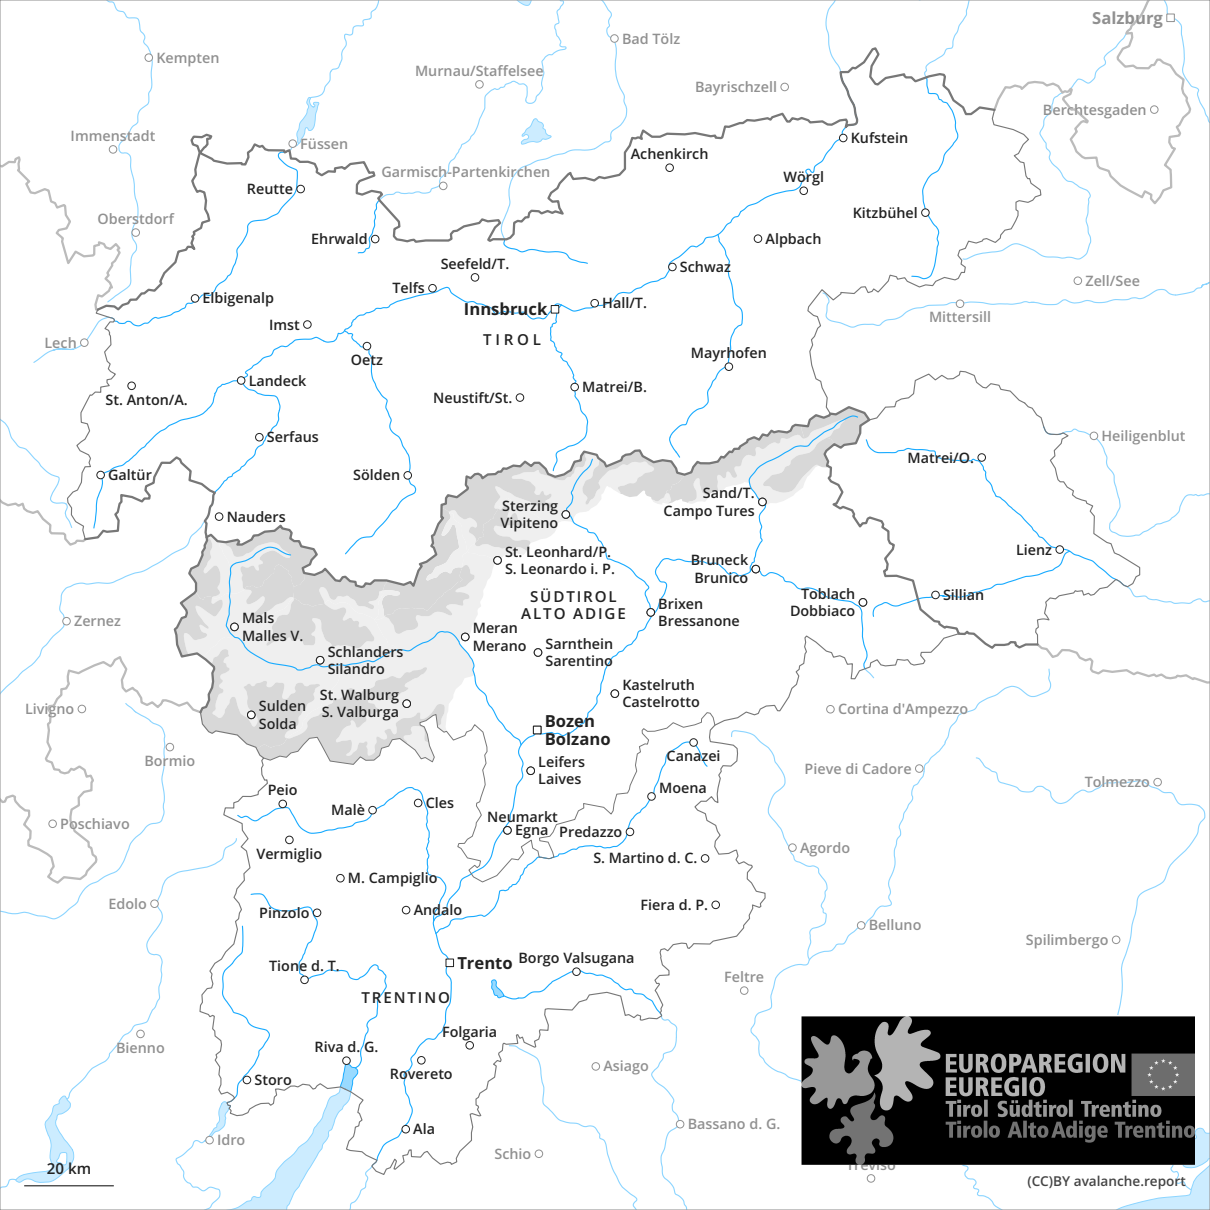 Salzburg
Bad Tölz
Kempten
Murnau/Staffelsee
Bayrischzell
Berchtesgaden
Immenstadt
Füssen
Kufstein
Achenkirch
Garmisch-Partenkirchen
Wörgl
Reutte
Oberstdorf
Kitzbühel
Ehrwald
Alpbach
Seefeld/T.
Schwaz
Zell/See
Telfs
Elbigenalp
Hall/T.
Innsbruck
Mittersill
Imst
TIROL
Lech
Oetz
Mayrhofen
Landeck
Matrei/B.
St. Anton/A.
Neustift/St.
Serfaus
Heiligenblut
Matrei/O.
Galtür
Sölden
Sand/T.
Campo Tures
Sterzing
Vipiteno
Nauders
St. Leonhard/P.
S. Leonardo i. P.
Lienz
Bruneck
Brunico
SÜDTIROL
ALTO ADIGE
Toblach
Dobbiaco
Sillian
Brixen
Bressanone
Mals
Malles V.
Zernez
Meran
Merano
Sarnthein
Sarentino
Schlanders
Silandro
Kastelruth
Castelrotto
St. Walburg
S. Valburga
Sulden
Solda
Livigno
Cortina d'Ampezzo
Bozen
Bolzano
Bormio
Canazei
Leifers
Laives
Pieve di Cadore
Tolmezzo
Peio
Moena
Malè
Cles
Neumarkt
Egna
Predazzo
Poschiavo
Vermiglio
S. Martino d. C.
Agordo
M. Campiglio
Edolo
Pinzolo
Andalo
Fiera d. P.
Belluno
Spilimbergo
Borgo Valsugana
Trento
Tione d. T.
Feltre
TRENTINO
Folgaria
Bienno
Riva d. G.
Rovereto
Asiago
Storo
EUROPAREGION
EUREGIO
Tirol Südtirol Trentino
Tirolo Alto Adige Trentino
Bassano d. G.
Ala
Idro
Schio
Treviso
20 km
(CC)BY avalanche.report